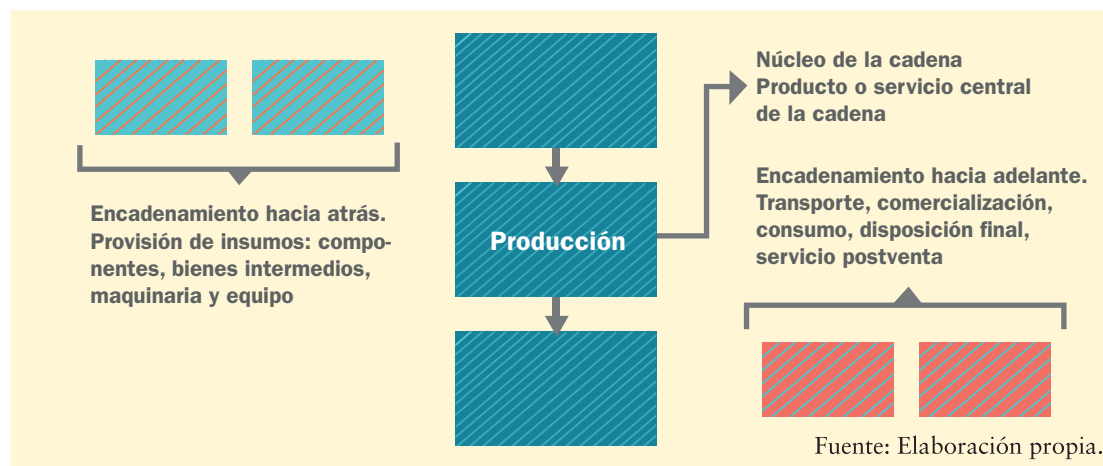 Encadenamiento hacia atrás.
Provisión de insumos: compo-
nentes, bienes intermedios,
maquinaria y equipo
Producción
Núcleo de la cadena
Producto o servicio central
de la cadena
Encadenamiento hacia adelante.
Transporte, comercialización,
consumo, disposición final,
servicio postventa
Fuente: Elaboración propia.